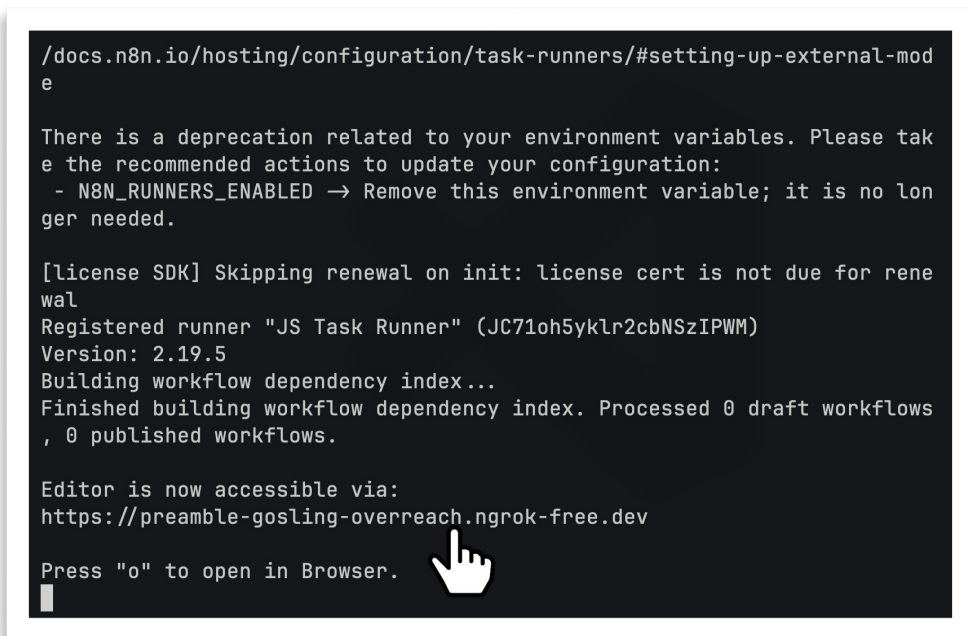 /docs.n8n.io/hosting/configuration/task-runners/#setting-up-external-mod
e
There is a deprecation related to your environment variables. Please tak
e the recommended actions to update your configuration:
 - N8N_RUNNERS_ENABLED -> Remove this environment variable; it is no lon
ger needed.
[license SDK] Skipping renewal on init: license cert is not due for rene
wal
Registered runner "JS Task Runner" (JC71oh5yklr2cbNSzIPWM)
Version: 2.19.5
Building workflow dependency index...
Finished building workflow dependency index. Processed 0 draft workflows
, 0 published workflows.
Editor is now accessible via:
https://preamble-gosling-overreach.ngrok-free.dev
Press "o" to open in Browser.